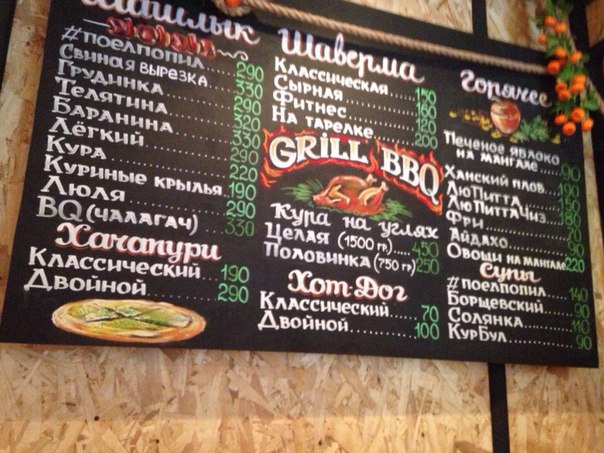 Шашлык
#поелпопил 290
Свиная вырезка 330
Грудинка 290
Телятина 320
Баранина 330
Лёгкий 290
Кура 220
Куриные крылья 190
Люля 290
BQ (чалагач) 330
Хачапури
Классический 190
Двойной 290
Шаверма
Классическая 150
Сырная 160
Фитнес 120
На тарелке 200
GRILL BBQ
Кура на углях
Целая (1500 гр) 450
Половинка (750 гр) 250
Хот-Дог
Классический 70
Двойной 100
Горячее
Печеное яблоко
на мангале 90
Ханский плов 190
ЛюПитта 150
ЛюПиттаЧиз 180
Фри 70
Айдахо 90
Овощи на мангале 220
Супы
#поелпопил 140
Борщевский 90
Солянка 110
КурБул 90